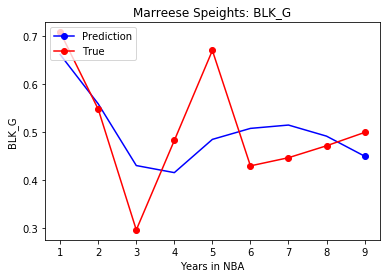 Marreese Speights: BLK_G
Prediction
True
0.7
0.6
0.5
0.4
0.3
BLK_G
1 2 3 4 5 6 7 8 9
Years in NBA